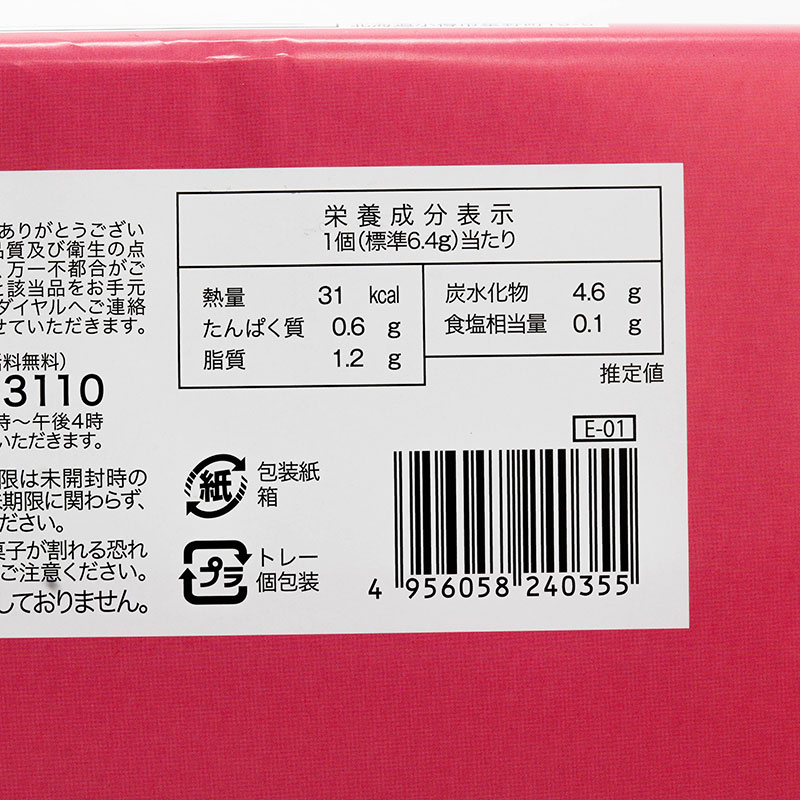 ありがとうござい
品質及び衛生の点
、万一不都合がご
と該当品をお手元
ダイヤルへご連絡
せていただきます。
料無料)
3110
時～午後4時
いただきます。
限は未開封時の
味期限に関わらず、
ださい。
菓子が割れる恐れ
ご注意ください。
しておりません。
栄養成分表示
1個(標準6.4g)当たり
熱量 31 kcal
たんぱく質 0.6 g
脂質 1.2 g
炭水化物 4.6 g
食塩相当量 0.1 g
推定値
E-01
紙 包装紙
箱
プラ トレー
個包装
4 956058 240355